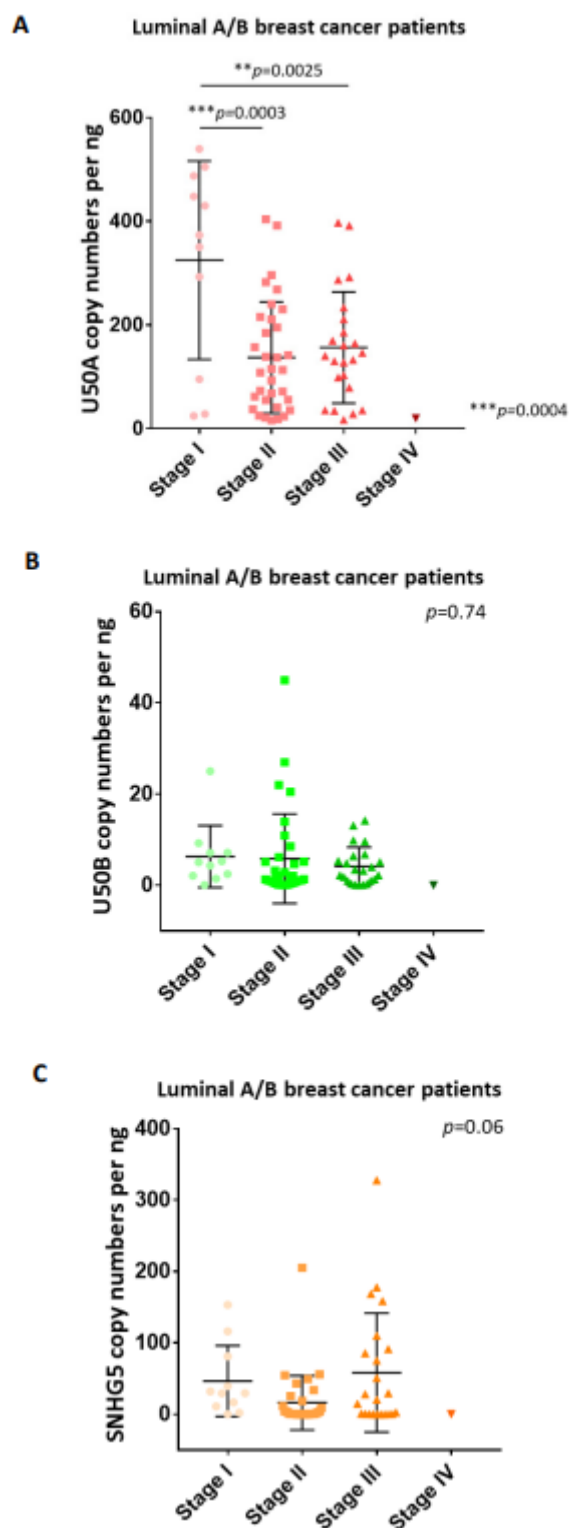 A
Luminal A/B breast cancer patients
**p=0.0025
***p=0.0003
600
400
200
0
U50A copy numbers per ng
***p=0.0004
Stage I
Stage II
Stage III
Stage IV
B
Luminal A/B breast cancer patients
p=0.74
60
40
20
0
U50B copy numbers per ng
Stage I
Stage II
Stage III
Stage IV
C
Luminal A/B breast cancer patients
p=0.06
400
300
200
100
0
SNHG5 copy numbers per ng
Stage I
Stage II
Stage III
Stage IV